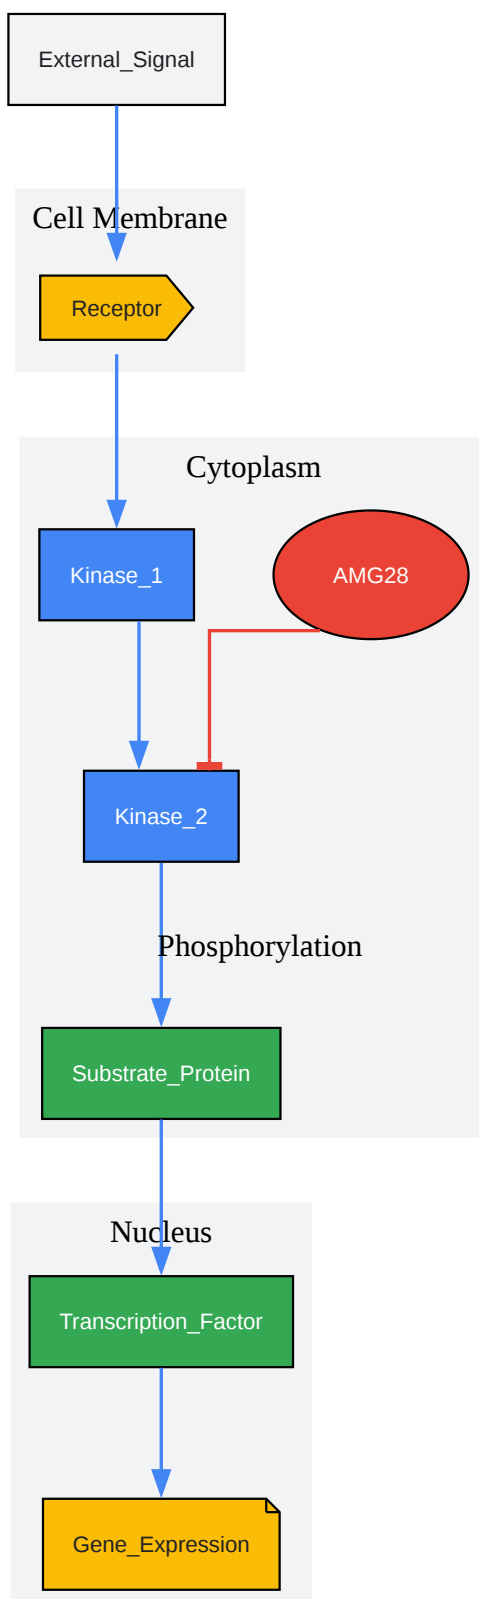 External_Signal
Cell Membrane
Receptor
Cytoplasm
Kinase_1
AMG28
Kinase_2
Phosphorylation
Substrate_Protein
Nucleus
Transcription_Factor
Gene_Expression